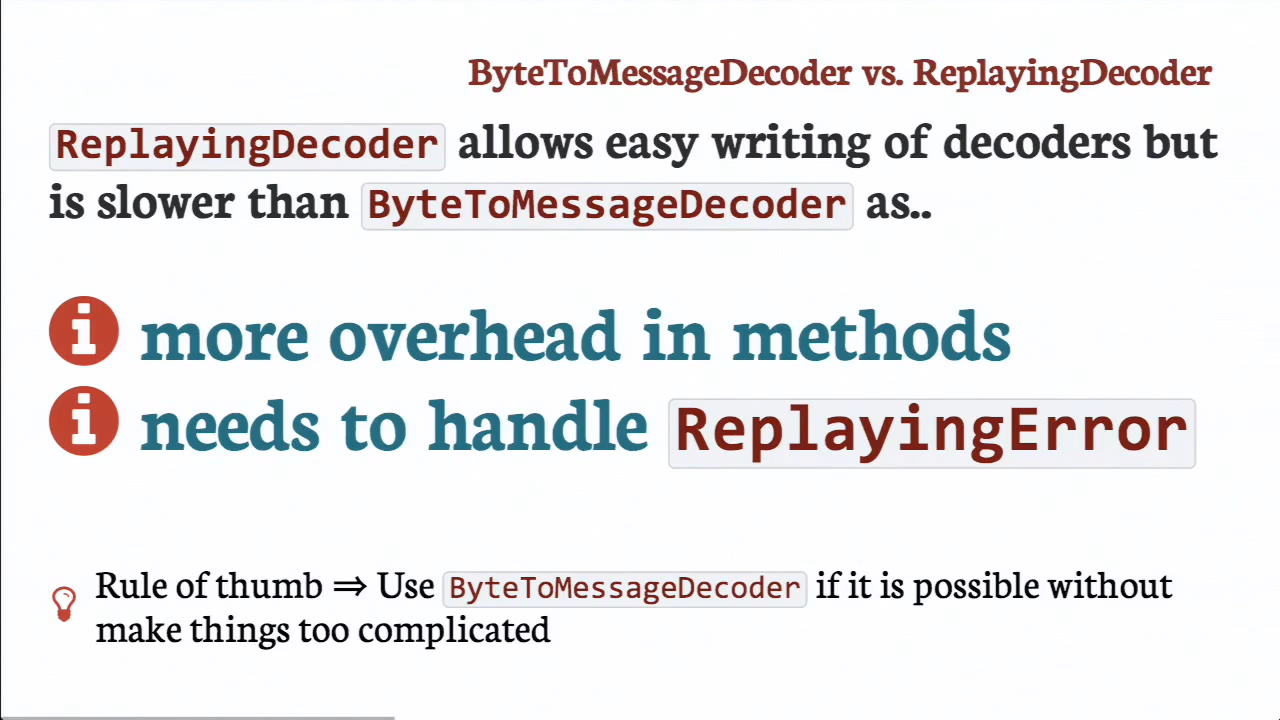 ByteToMessageDecoder vs. ReplayingDecoder
ReplayingDecoder allows easy writing of decoders but
is slower than ByteToMessageDecoder as..
more overhead in methods
needs to handle ReplayingError
Rule of thumb ⇒ Use ByteToMessageDecoder if it is possible without
make things too complicated